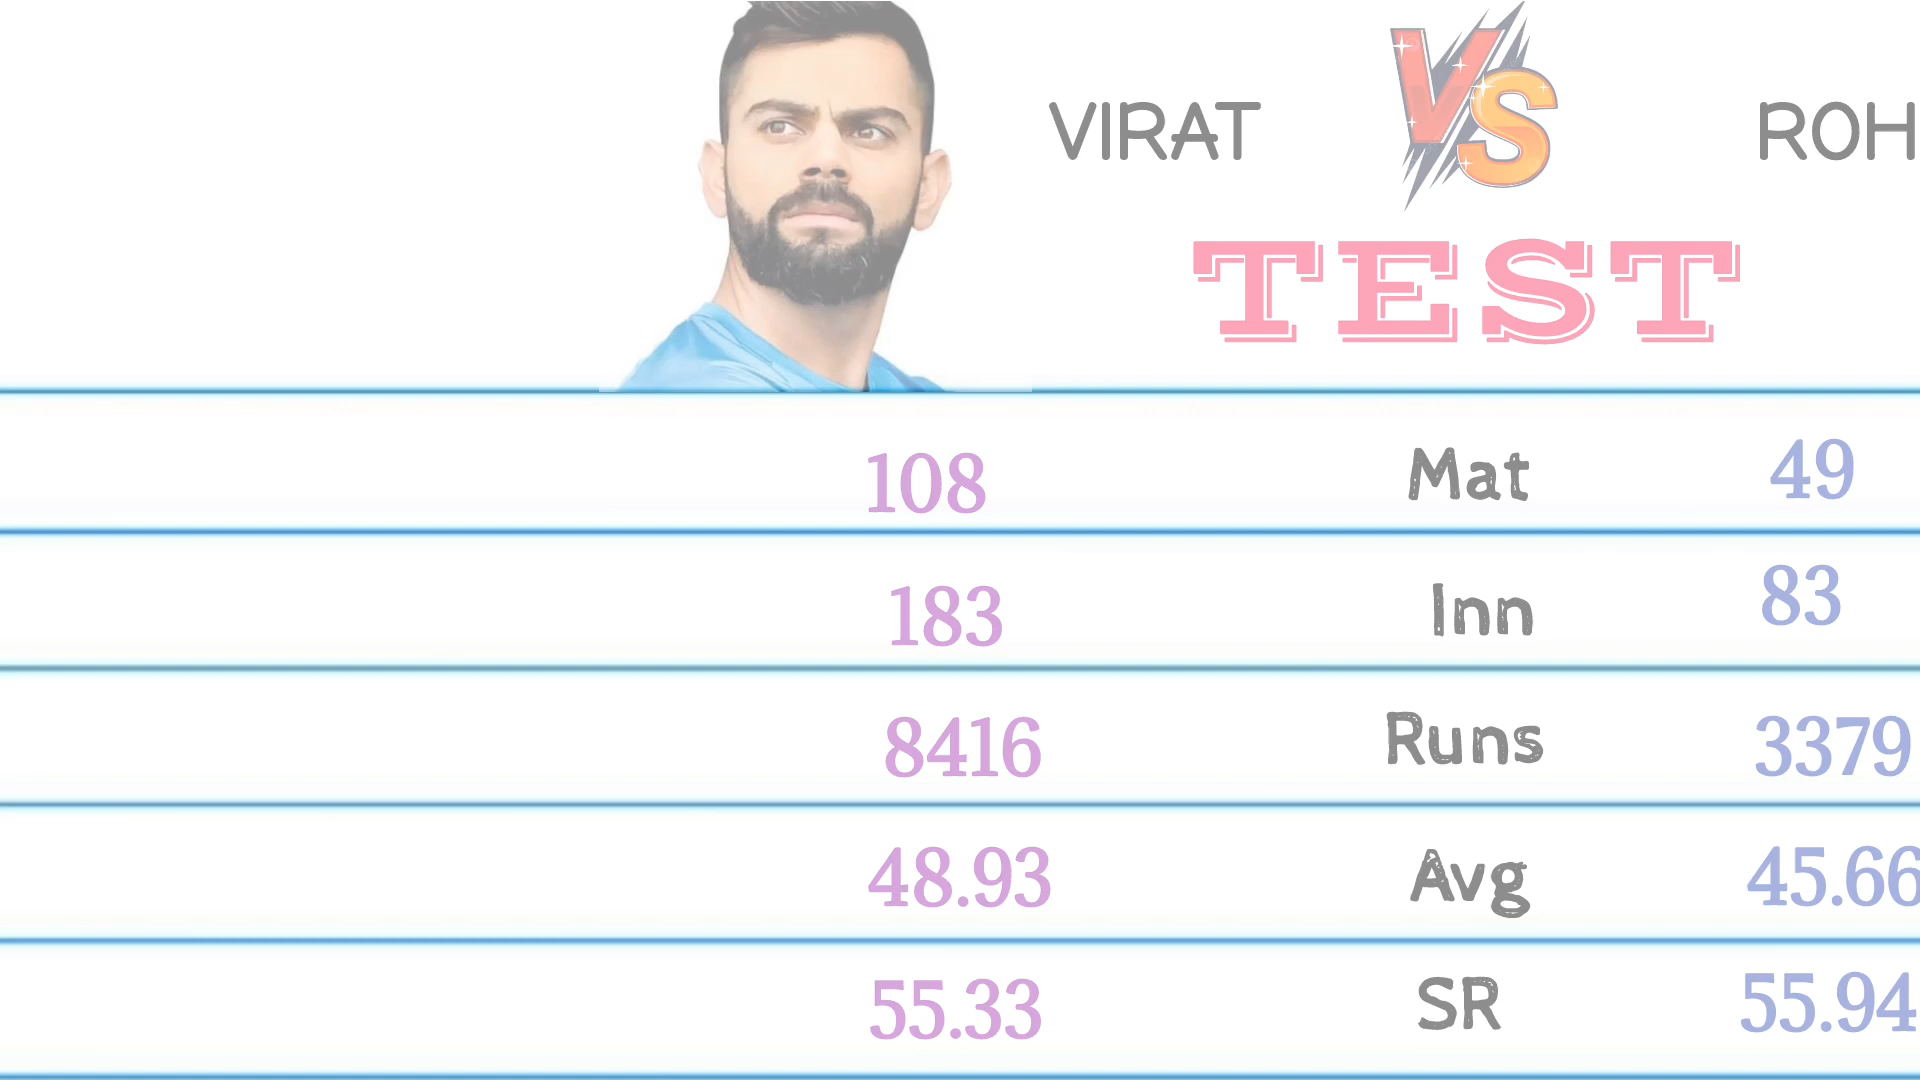 VIRAT VS ROH
TEST
108 Mat 49
183 Inn 83
8416 Runs 3379
48.93 Avg 45.66
55.33 SR 55.94